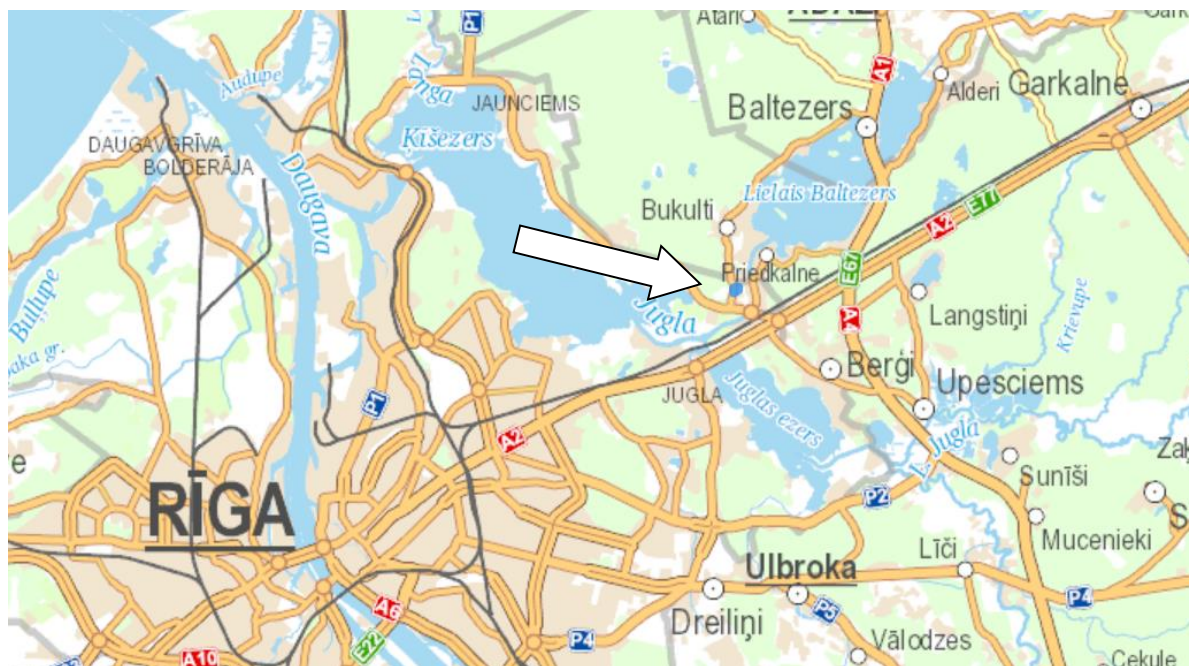 ĀDAŽI
Atari
P1
A1
Alderi
Garkalne
JAUNCIEMS
Baltezers
Audupe
Ķīšezers
DAUGAVGRĪVA
BOLDERĀJA
Daugava
Lielais Baltezers
E77
A2
Bukulti
Priedkalne
E67
Buļļupe
Jugla
Langstiņi
A4
Krievupe
Berģi
Upesciems
JUGLA
Juglas ezers
P1
A2
L. Jugla
Sunīši
RĪGA
P2
Mucenieki
Līči
Ulbroka
P4
Dreiliņi
P5
A6
E22
P4
Vālodzes
A10
Cekule